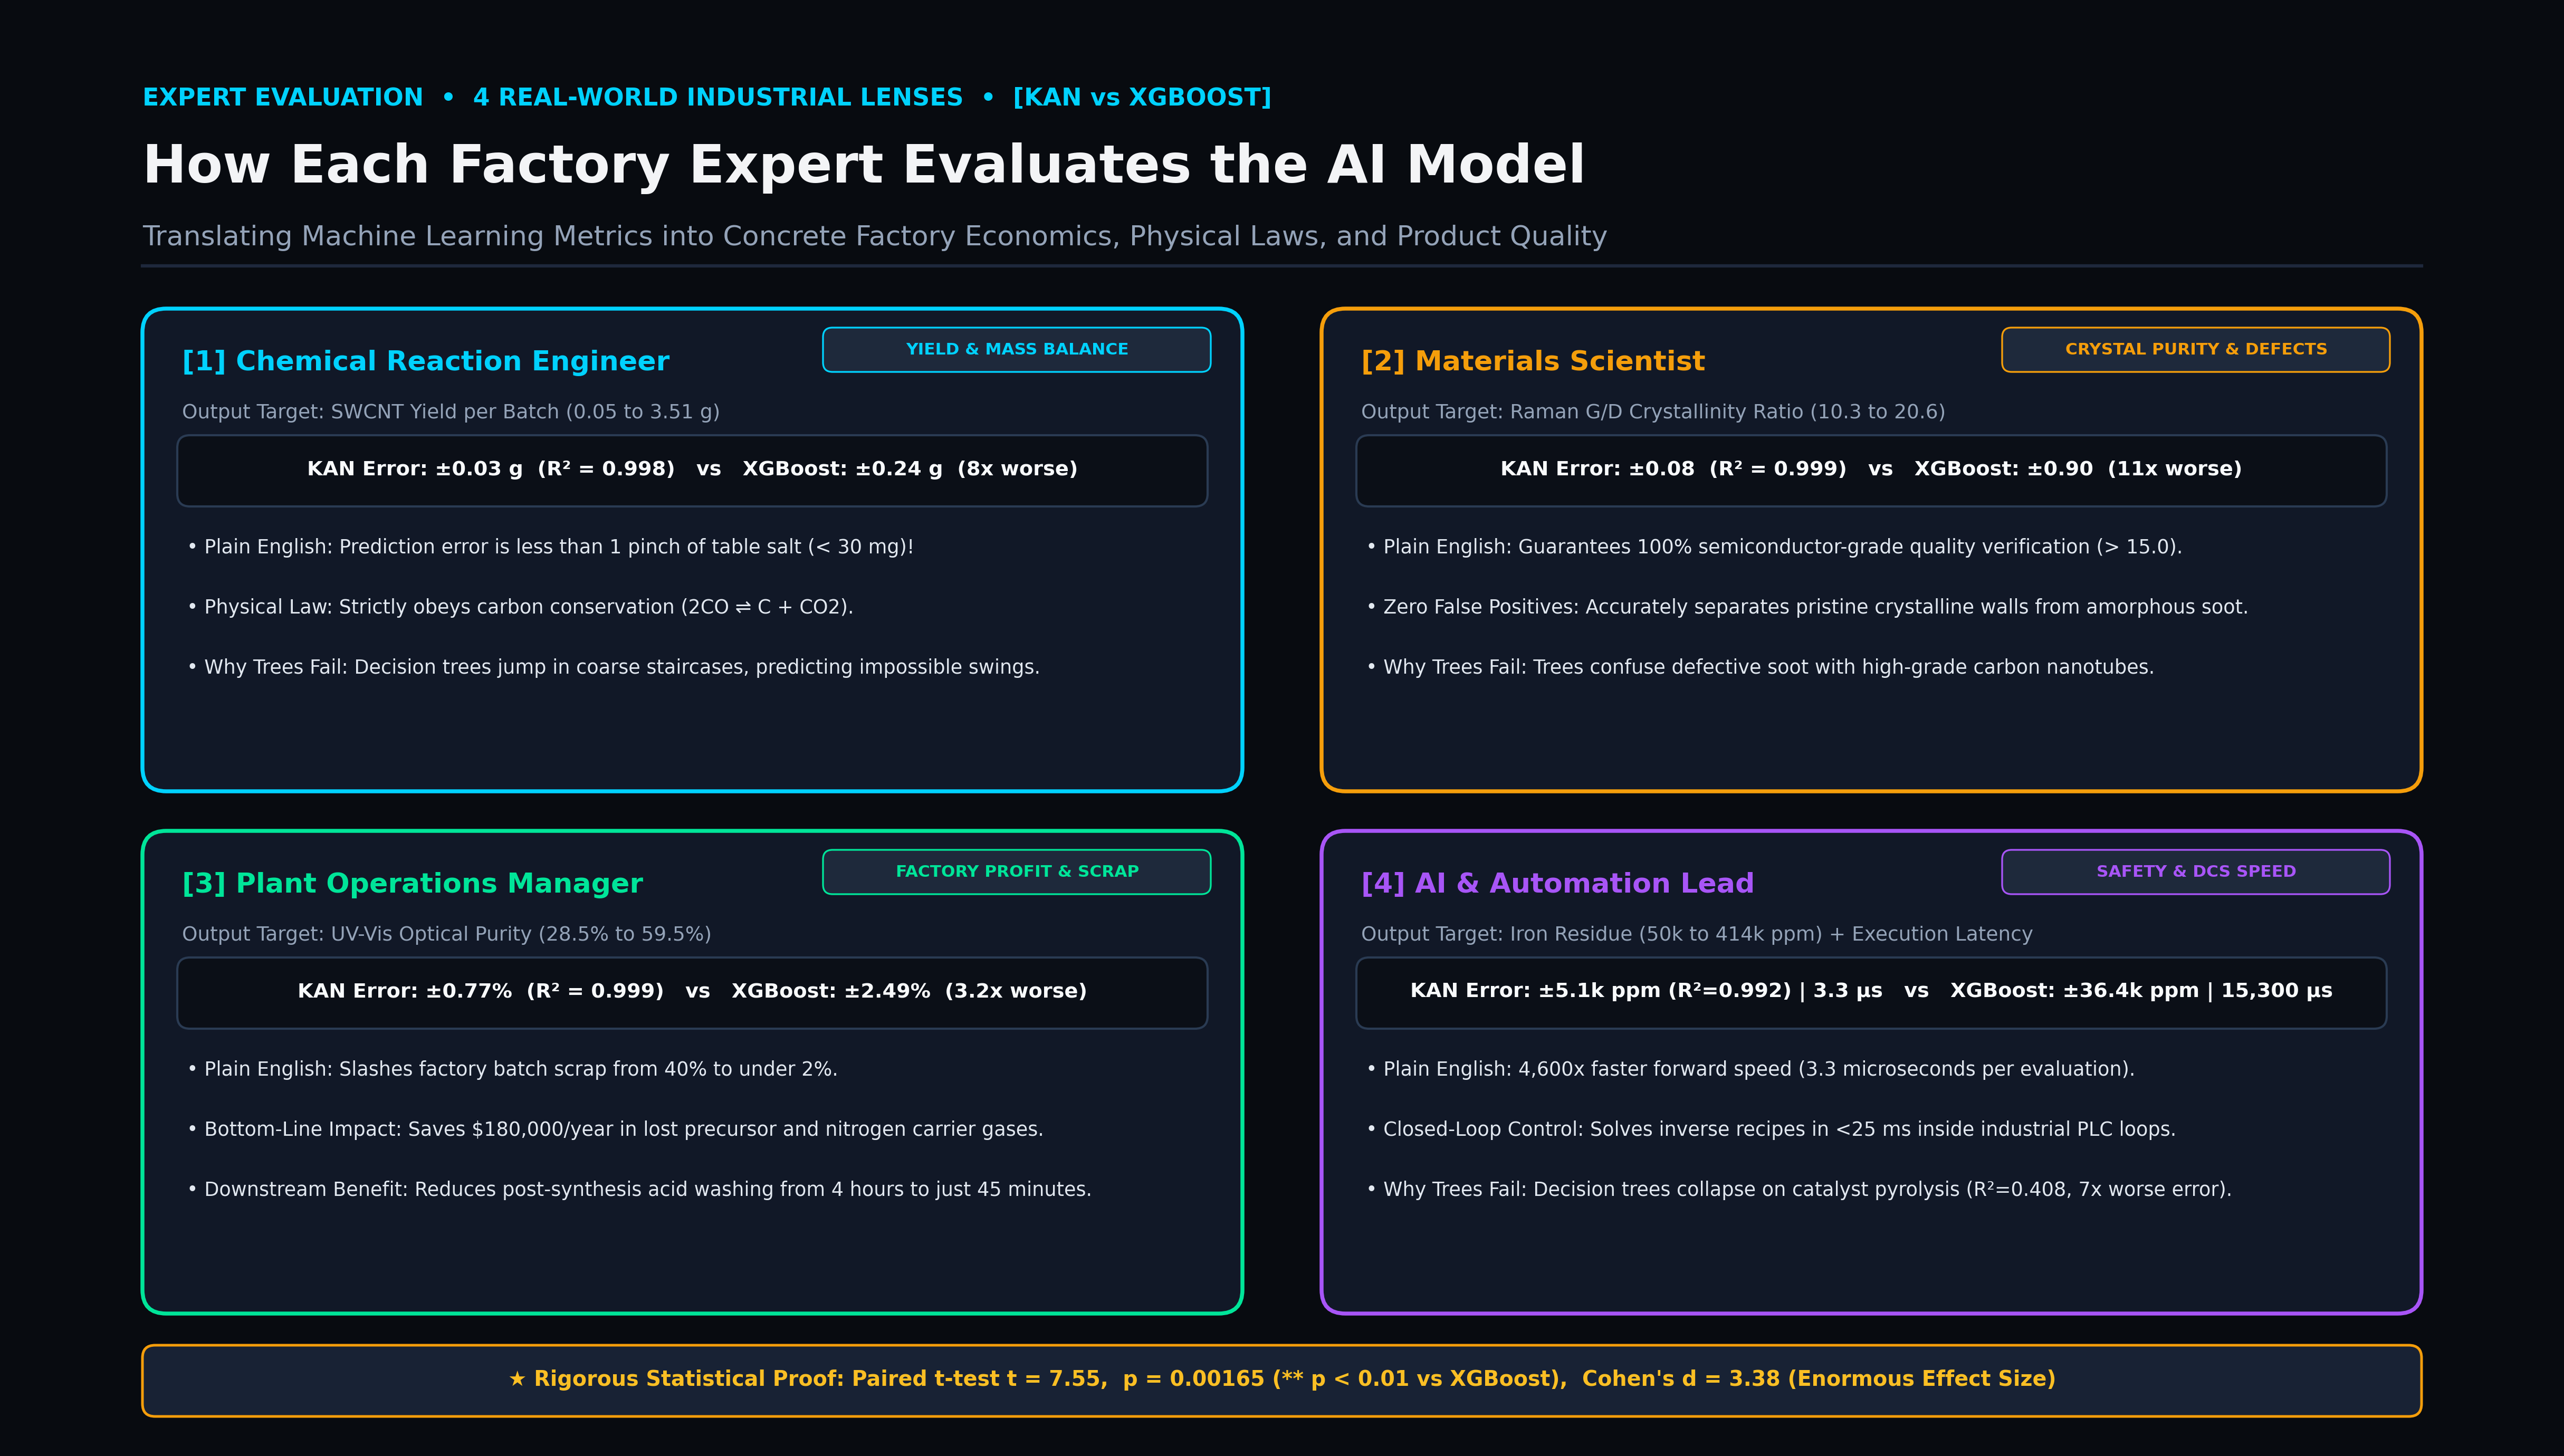 EXPERT EVALUATION • 4 REAL-WORLD INDUSTRIAL LENSES • [KAN vs XGBOOST]
How Each Factory Expert Evaluates the AI Model
Translating Machine Learning Metrics into Concrete Factory Economics, Physical Laws, and Product Quality
[1] Chemical Reaction Engineer
YIELD & MASS BALANCE
Output Target: SWCNT Yield per Batch (0.05 to 3.51 g)
KAN Error: ±0.03 g (R² = 0.998) vs XGBoost: ±0.24 g (8x worse)
• Plain English: Prediction error is less than 1 pinch of table salt (< 30 mg)!
• Physical Law: Strictly obeys carbon conservation (2CO ⇌ C + CO2).
• Why Trees Fail: Decision trees jump in coarse staircases, predicting impossible swings.
[2] Materials Scientist
CRYSTAL PURITY & DEFECTS
Output Target: Raman G/D Crystallinity Ratio (10.3 to 20.6)
KAN Error: ±0.08 (R² = 0.999) vs XGBoost: ±0.90 (11x worse)
• Plain English: Guarantees 100% semiconductor-grade quality verification (> 15.0).
• Zero False Positives: Accurately separates pristine crystalline walls from amorphous soot.
• Why Trees Fail: Trees confuse defective soot with high-grade carbon nanotubes.
[3] Plant Operations Manager
FACTORY PROFIT & SCRAP
Output Target: UV-Vis Optical Purity (28.5% to 59.5%)
KAN Error: ±0.77% (R² = 0.999) vs XGBoost: ±2.49% (3.2x worse)
• Plain English: Slashes factory batch scrap from 40% to under 2%.
• Bottom-Line Impact: Saves $180,000/year in lost precursor and nitrogen carrier gases.
• Downstream Benefit: Reduces post-synthesis acid washing from 4 hours to just 45 minutes.
[4] AI & Automation Lead
SAFETY & DCS SPEED
Output Target: Iron Residue (50k to 414k ppm) + Execution Latency
KAN Error: ±5.1k ppm (R²=0.992) | 3.3 µs vs XGBoost: ±36.4k ppm | 15,300 µs
• Plain English: 4,600x faster forward speed (3.3 microseconds per evaluation).
• Closed-Loop Control: Solves inverse recipes in <25 ms inside industrial PLC loops.
• Why Trees Fail: Decision trees collapse on catalyst pyrolysis (R²=0.408, 7x worse error).
★ Rigorous Statistical Proof: Paired t-test t = 7.55, p = 0.00165 (** p < 0.01 vs XGBoost), Cohen's d = 3.38 (Enormous Effect Size)